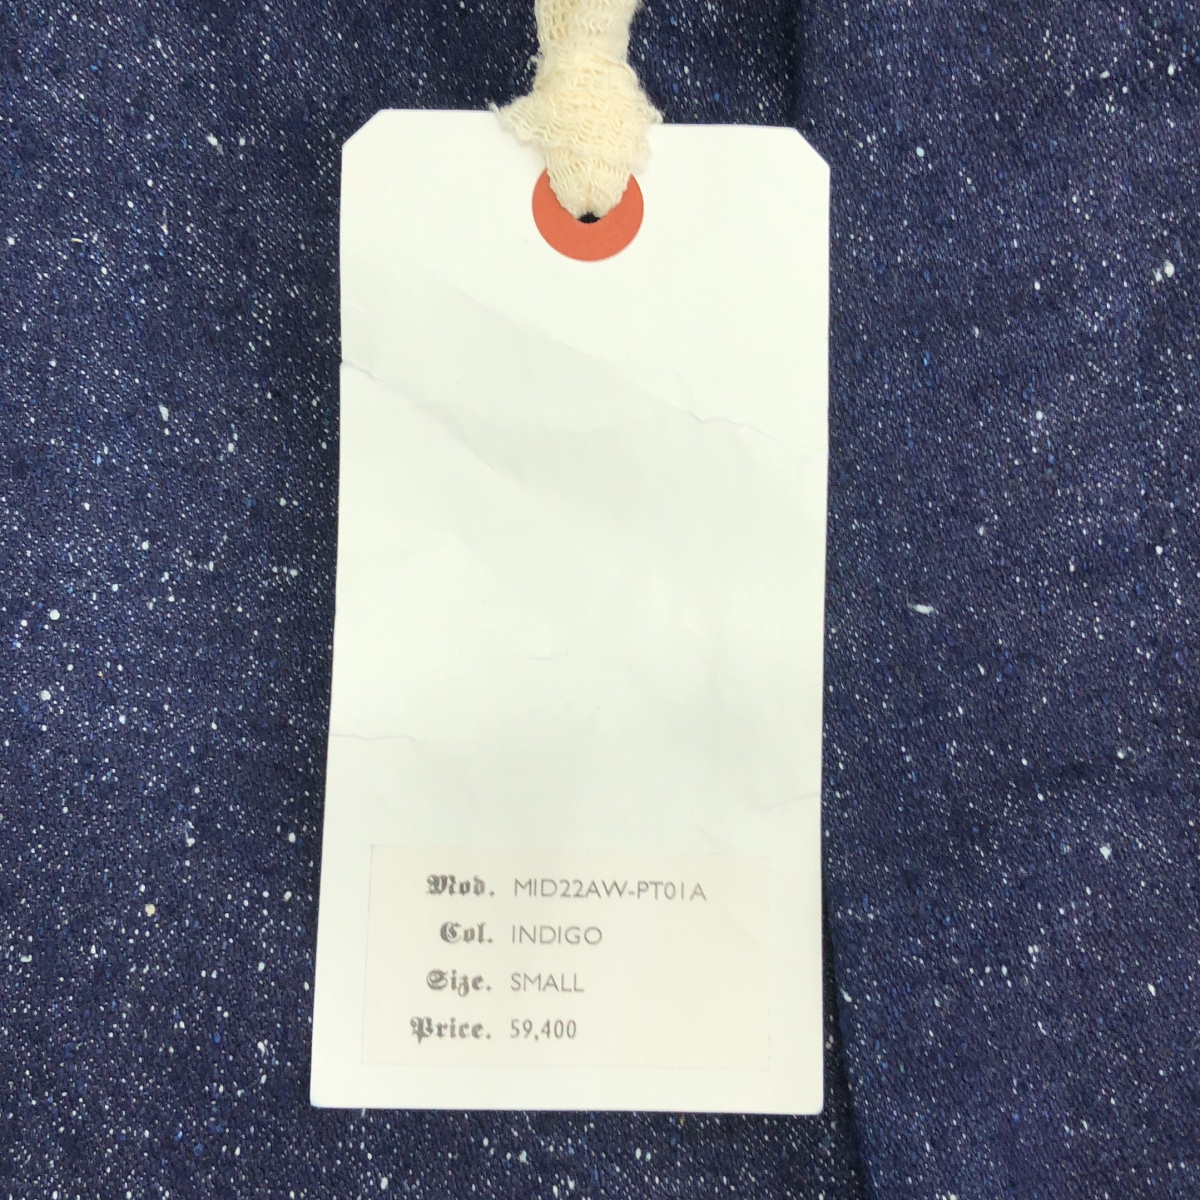 Mod. MID22AW-PT01A
Col. INDIGO
Size. SMALL
Price. 59,400